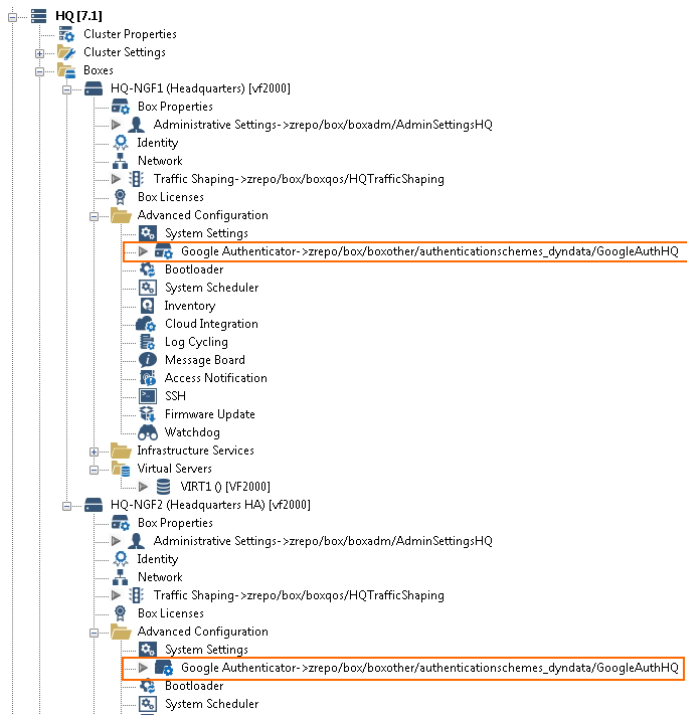 HQ [7.1]
Cluster Properties
Cluster Settings
Boxes
HQ-NGF1 (Headquarters) [vf2000]
Box Properties
Administrative Settings->zrepo/box/boxadm/AdminSettingsHQ
Identity
Network
Traffic Shaping->zrepo/box/boxqos/HQTrafficShaping
Box Licenses
Advanced Configuration
System Settings
Google Authenticator->zrepo/box/boxother/authenticationschemes_dyndata/GoogleAuthHQ
Bootloader
System Scheduler
Inventory
Cloud Integration
Log Cycling
Message Board
Access Notification
SSH
Firmware Update
Watchdog
Infrastructure Services
Virtual Servers
VIRT1 () [VF2000]
HQ-NGF2 (Headquarters HA) [vf2000]
Box Properties
Administrative Settings->zrepo/box/boxadm/AdminSettingsHQ
Identity
Network
Traffic Shaping->zrepo/box/boxqos/HQTrafficShaping
Box Licenses
Advanced Configuration
System Settings
Google Authenticator->zrepo/box/boxother/authenticationschemes_dyndata/GoogleAuthHQ
Bootloader
System Scheduler